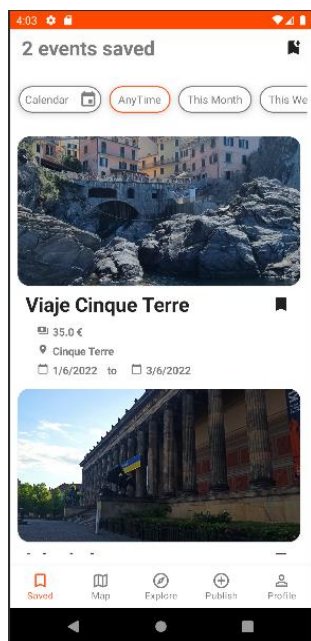 4:03
2 events saved
Calendar AnyTime This Month This We
Viaje Cinque Terre
35.0 €
Cinque Terre
1/6/2022 to 3/6/2022
Saved Map Explore Publish Profile